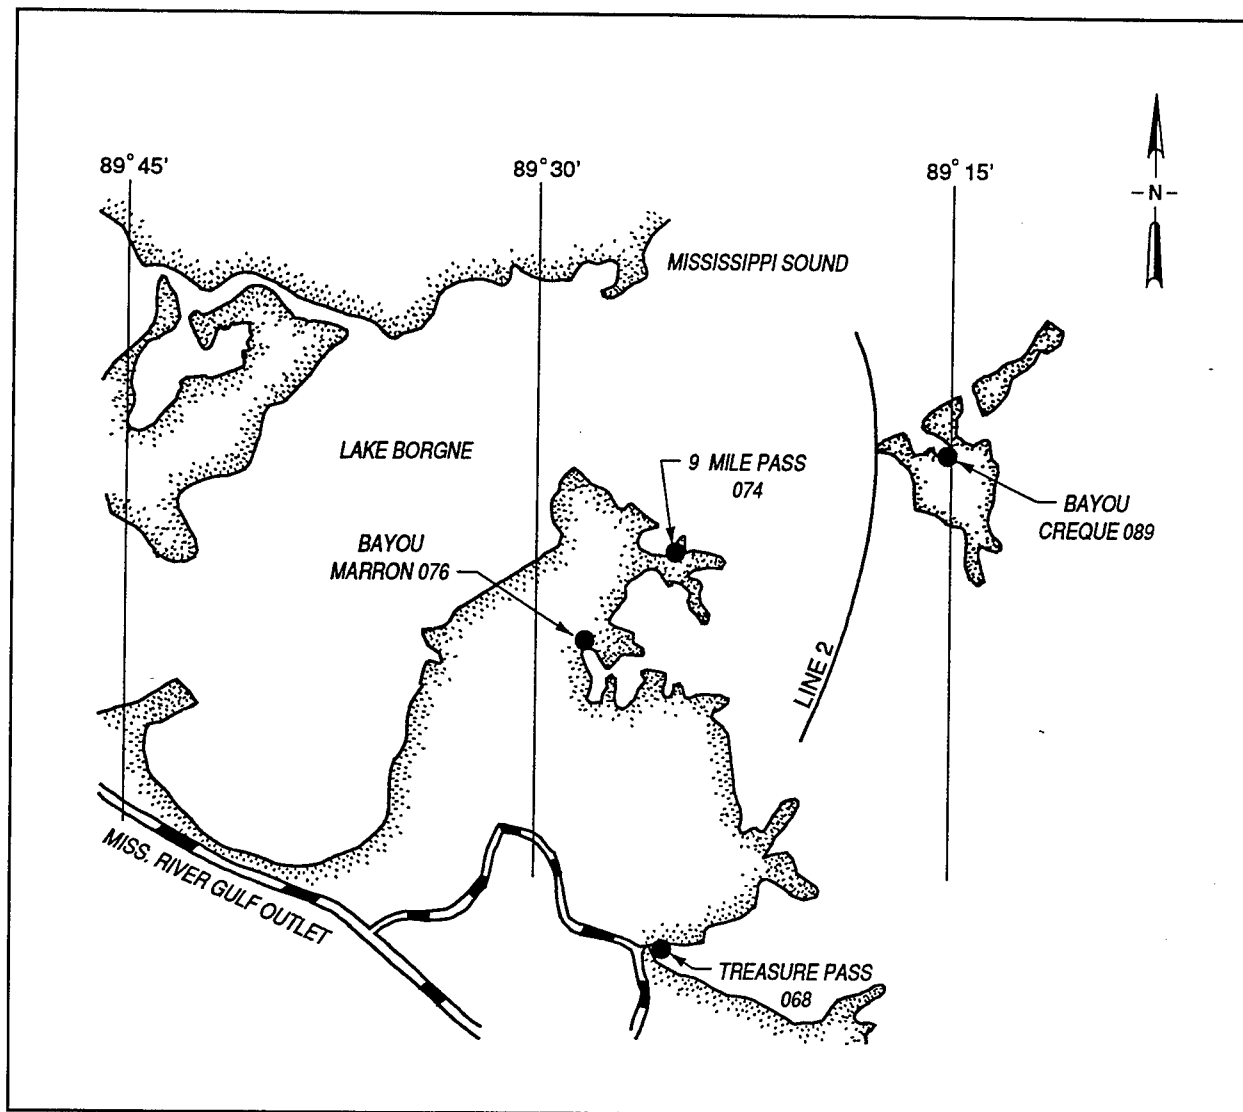 89° 45'
89° 30'
89° 15'
- N -
MISSISSIPPI SOUND
LAKE BORGNE
9 MILE PASS
074
BAYOU
CREQUE 089
BAYOU
MARRON 076
LINE 2
MISS. RIVER GULF OUTLET
TREASURE PASS
068